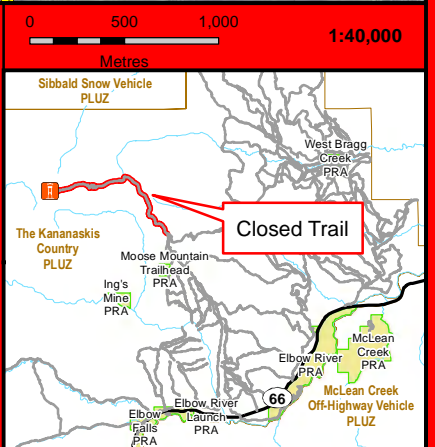 0 500 1,000
Metres
1:40,000
Sibbald Snow Vehicle
PLUZ
West Bragg
Creek
PRA
Closed Trail
The Kananaskis
Country
PLUZ
Moose Mountain
Trailhead
PRA
Ing's
Mine
PRA
McLean
Creek
PRA
Elbow River
PRA
McLean Creek
Off-Highway Vehicle
PLUZ
66
Elbow River
Launch
PRA
Elbow
Falls
PRA